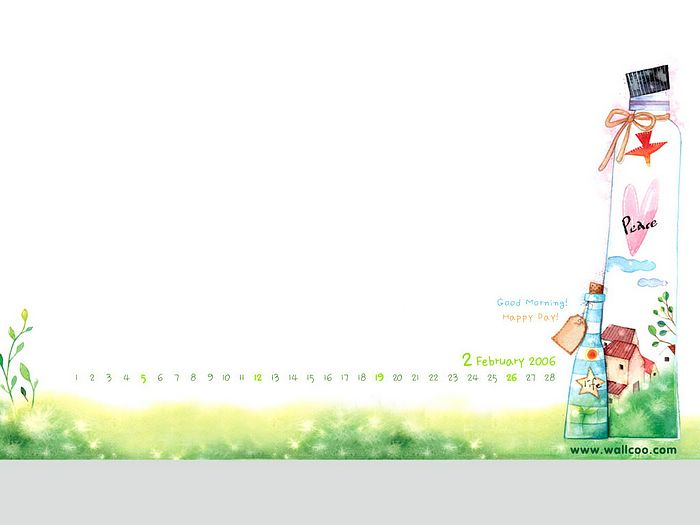 Peace
Good Morning!
Happy Day!
2 February 2006
1 2 3 4 5 6 7 8 9 10 11 12 13 14 15 16 17 18 19 20 21 22 23 24 25 26 27 28
Life
www.wallcoo.com